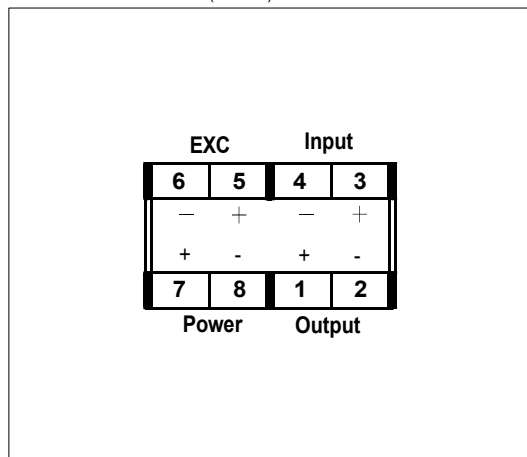 EXC Input
6 5 4 3
− + − +
+ - + -
7 8 1 2
Power Output